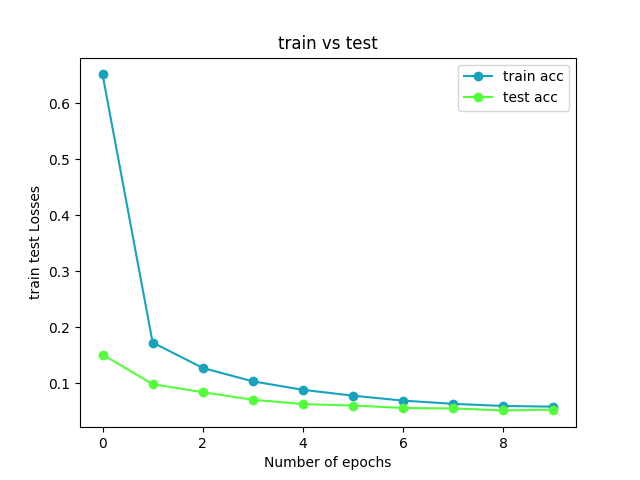 train vs test
train acc
test acc
0.6
0.5
0.4
0.3
0.2
0.1
train test Losses
0 2 4 6 8
Number of epochs